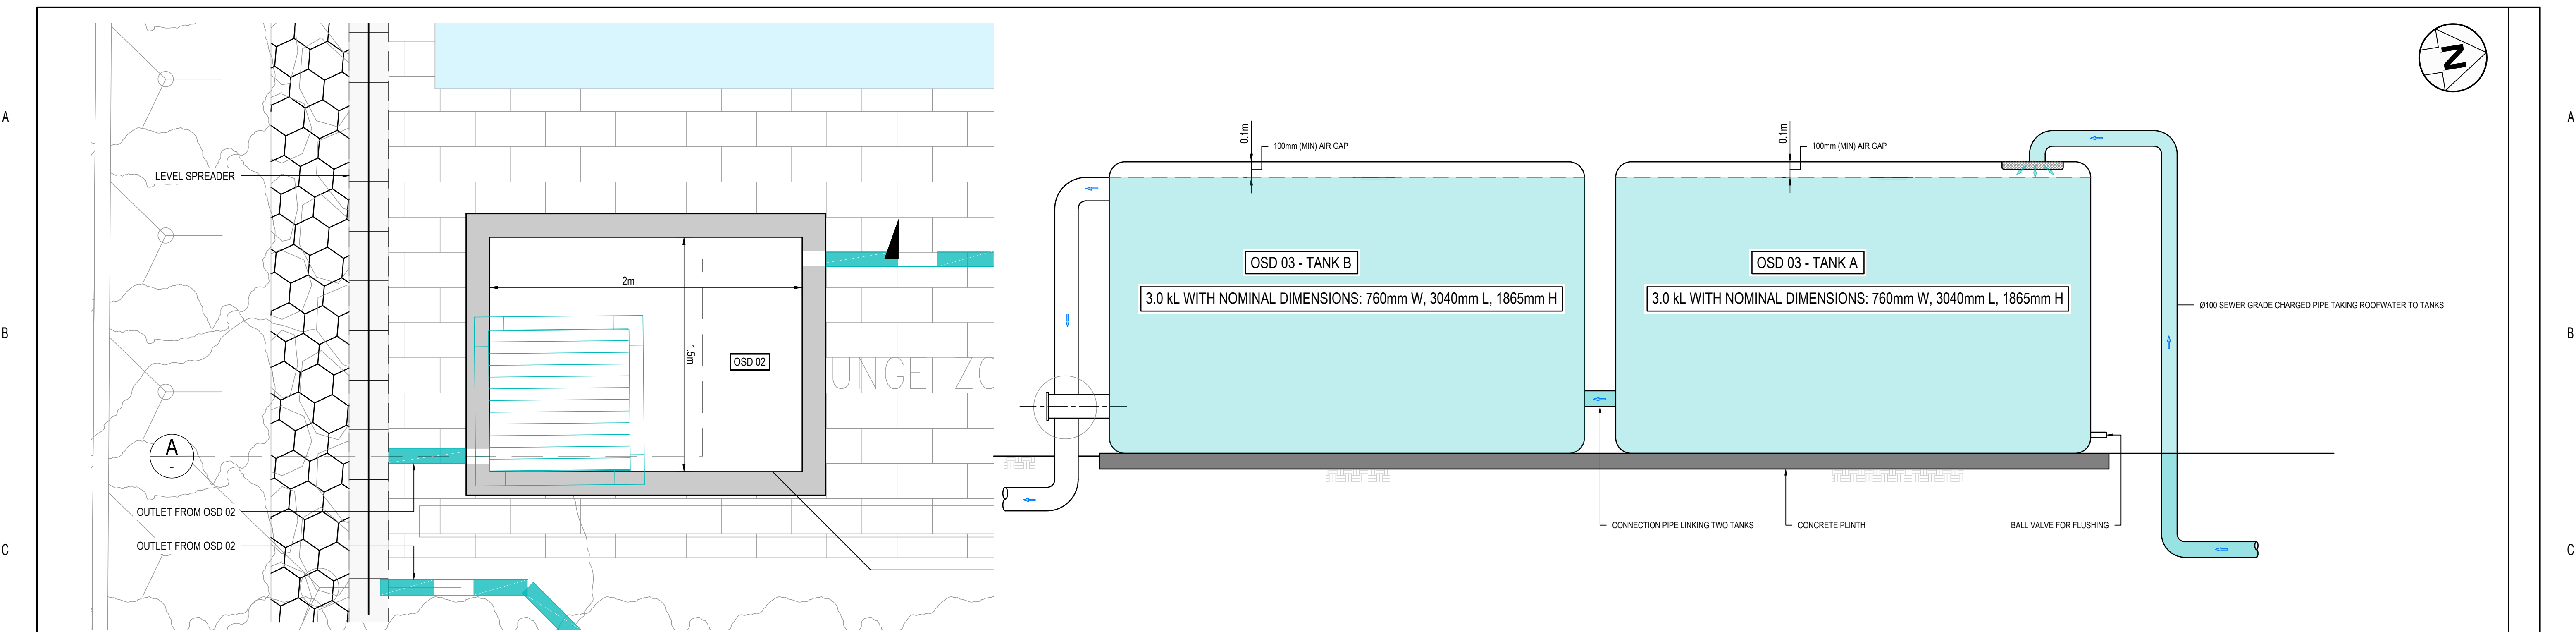 A
B
C
LEVEL SPREADER
2m
1.5m
OSD 02
UNGE ZO
A
-
OUTLET FROM OSD 02
OUTLET FROM OSD 02
0.1m
100mm (MIN) AIR GAP
0.1m
100mm (MIN) AIR GAP
OSD 03 - TANK B
3.0 kL WITH NOMINAL DIMENSIONS: 760mm W, 3040mm L, 1865mm H
OSD 03 - TANK A
3.0 kL WITH NOMINAL DIMENSIONS: 760mm W, 3040mm L, 1865mm H
Ø100 SEWER GRADE CHARGED PIPE TAKING ROOFWATER TO TANKS
CONNECTION PIPE LINKING TWO TANKS
CONCRETE PLINTH
BALL VALVE FOR FLUSHING
N
A
B
C